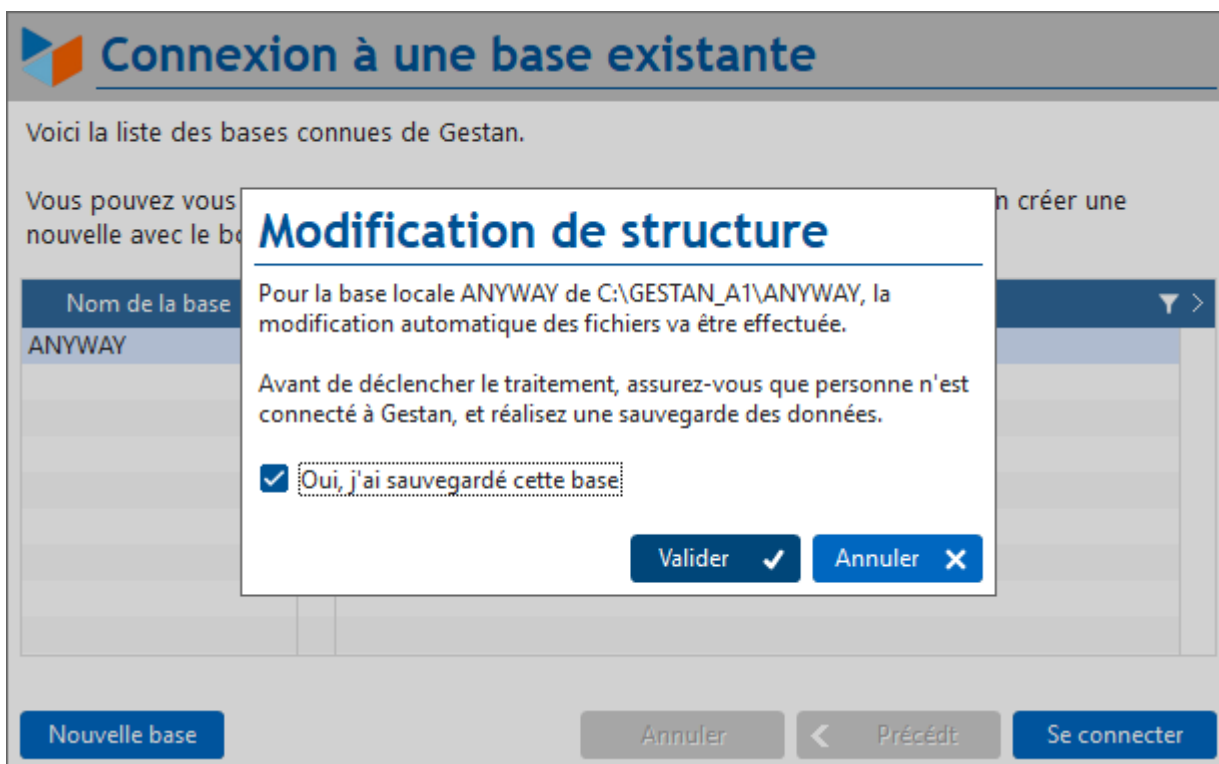 Connexion à une base existante
Voici la liste des bases connues de Gestan.
Vous pouvez vous
n créer une
nouvelle avec le bo
Modification de structure
Pour la base locale ANYWAY de C:\GESTAN_A1\ANYWAY, la
modification automatique des fichiers va être effectuée.
Avant de déclencher le traitement, assurez-vous que personne n'est
connecté à Gestan, et réalisez une sauvegarde des données.
Oui, j'ai sauvegardé cette base
Valider
Annuler
Nom de la base
ANYWAY
Nouvelle base
Annuler
Précédt
Se connecter